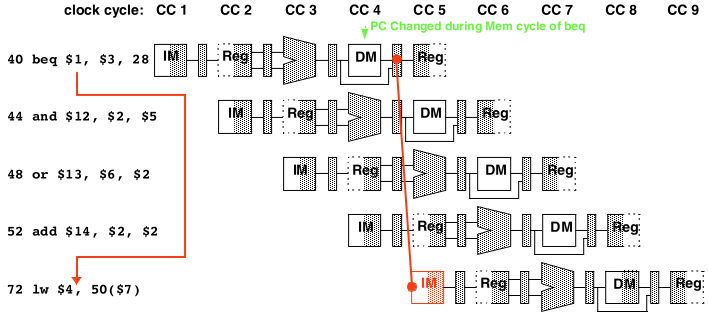 clock cycle: CC 1 CC 2 CC 3 CC 4 CC 5 CC 6 CC 7 CC 8 CC 9
PC Changed during Mem cycle of beq
40 beq $1, $3, 28 IM Reg DM Reg
44 and $12, $2, $5 IM Reg DM Reg
48 or $13, $6, $2 IM Reg DM Reg
52 add $14, $2, $2 IM Reg DM Reg
72 lw $4, 50($7) IM Reg DM Reg